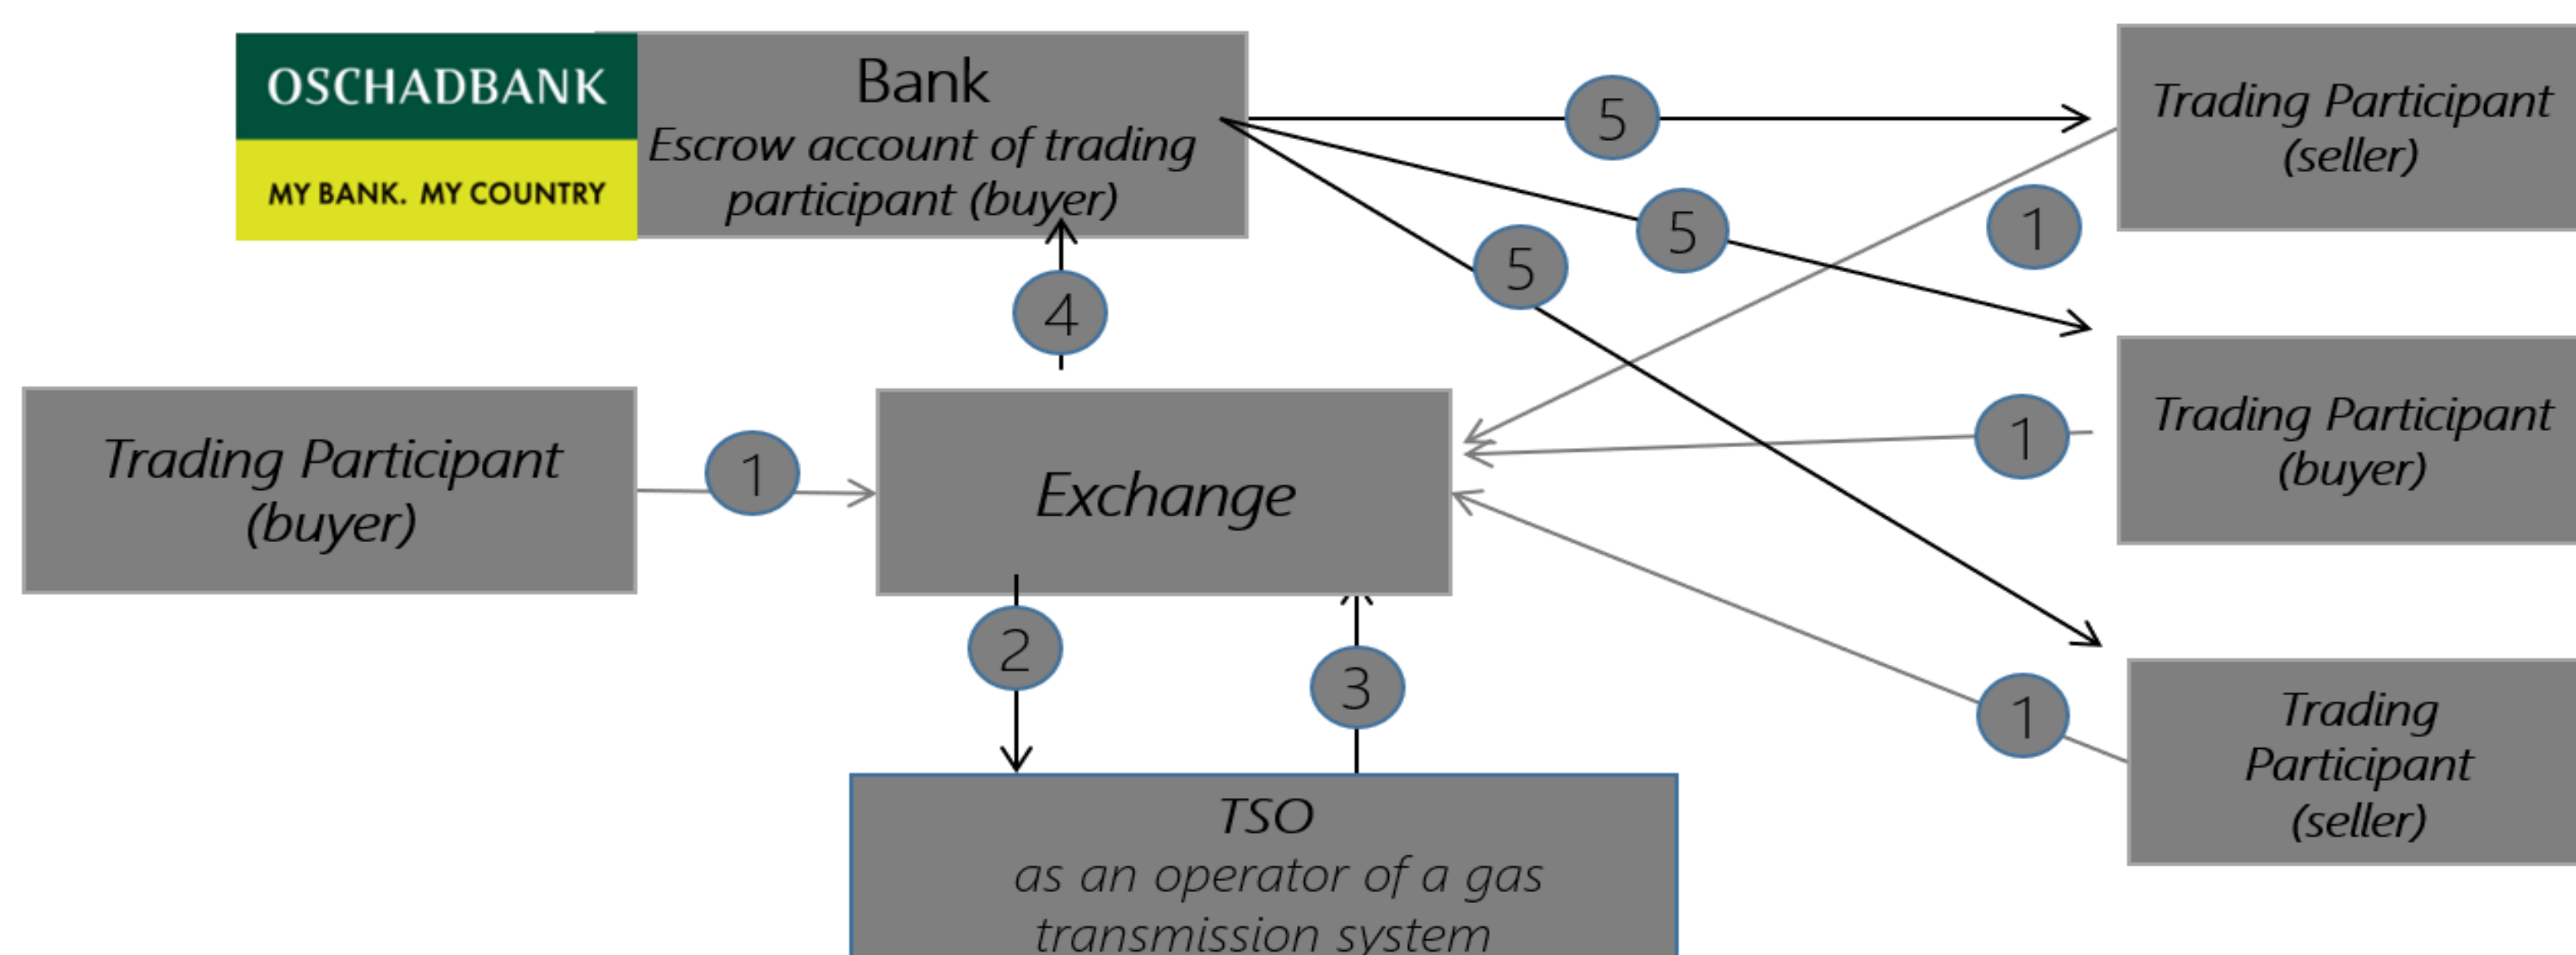 OSCHADBANK
MY BANK. MY COUNTRY
Bank
Escrow account of trading
participant (buyer)
5
Trading Participant
(seller)
1
5
5
4
Trading Participant
(buyer)
1
Exchange
1
Trading Participant
(buyer)
2
3
1
Trading
Participant
(seller)
TSO
as an operator of a gas
transmission system